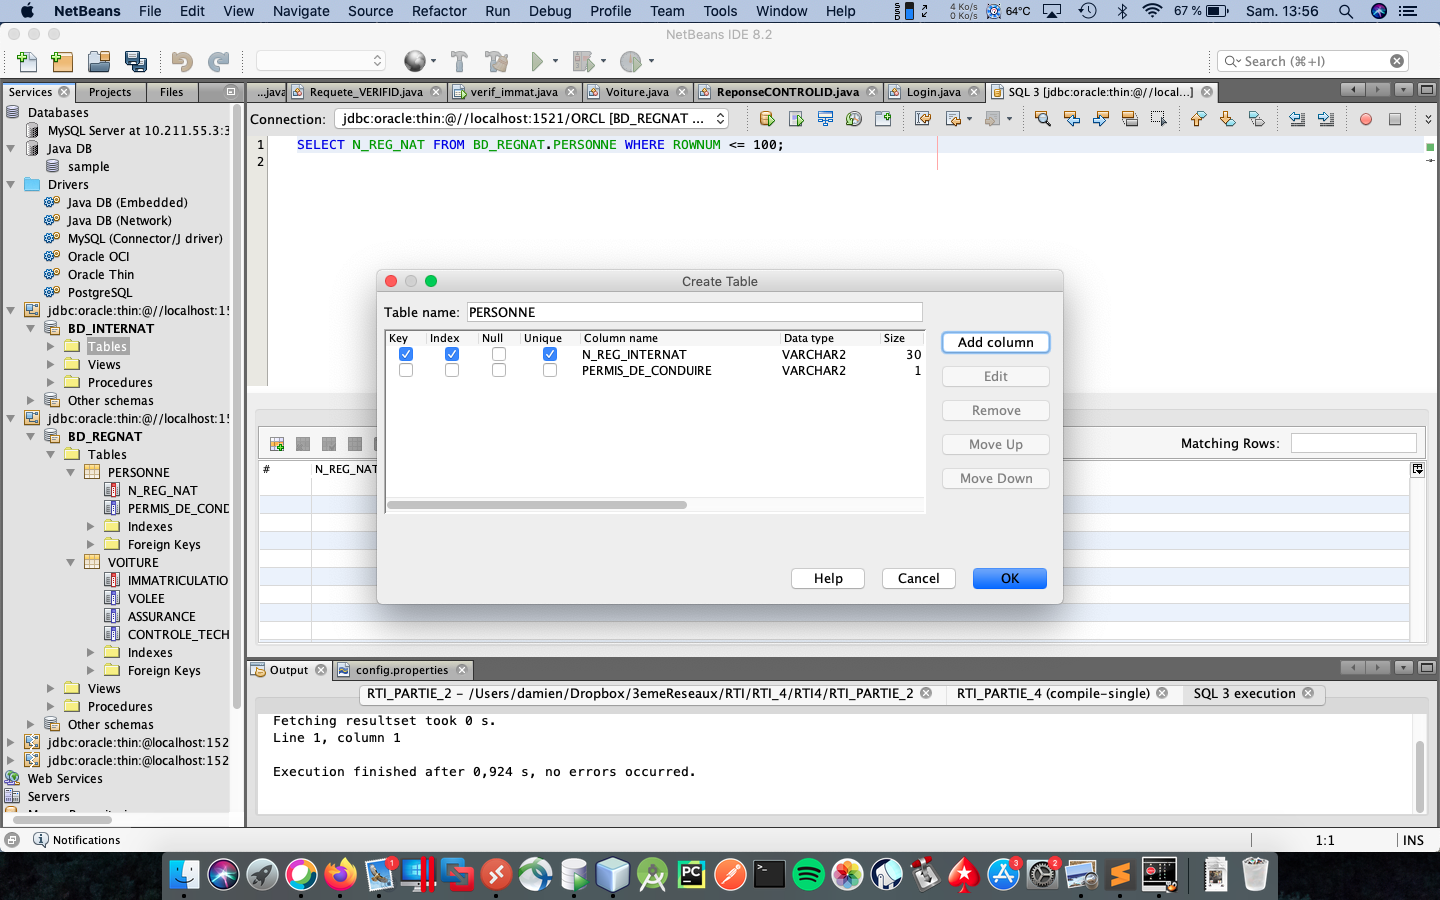 NetBeans File Edit View Navigate Source Refactor Run Debug Profile Team Tools Window Help 4 Ko/s 0 Ko/s 64°C 67 % Sam. 13:56
NetBeans IDE 8.2
Search (⌘+I)
Services Projects Files
...java Requete_VERIFID.java verif_immat.java Voiture.java ReponseCONTROLID.java Login.java SQL 3 [jdbc:oracle:thin:@//local...]
Connection: jdbc:oracle:thin:@//localhost:1521/ORCL [BD_REGNAT ...
1 SELECT N_REG_NAT FROM BD_REGNAT.PERSONNE WHERE ROWNUM <= 100;
2
Databases
MySQL Server at 10.211.55.3:3
Java DB
sample
Drivers
Java DB (Embedded)
Java DB (Network)
MySQL (Connector/J driver)
Oracle OCI
Oracle Thin
PostgreSQL
jdbc:oracle:thin:@//localhost:15
BD_INTERNAT
Tables
Views
Procedures
Other schemas
jdbc:oracle:thin:@//localhost:15
BD_REGNAT
Tables
PERSONNE
N_REG_NAT
PERMIS_DE_COND
Indexes
Foreign Keys
VOITURE
IMMATRICULATIO
VOLEE
ASSURANCE
CONTROLE_TECH
Indexes
Foreign Keys
Views
Procedures
Other schemas
jdbc:oracle:thin:@localhost:152
jdbc:oracle:thin:@localhost:152
Web Services
Servers
Create Table
Table name: PERSONNE
Key Index Null Unique Column name Data type Size
N_REG_INTERNAT VARCHAR2 30
PERMIS_DE_CONDUIRE VARCHAR2 1
Add column
Edit
Remove
Move Up
Move Down
Help Cancel OK
Matching Rows:
# N_REG_NAT
Output config.properties
RTI_PARTIE_2 - /Users/damien/Dropbox/3emeReseaux/RTI/RTI_4/RTI4/RTI_PARTIE_2 RTI_PARTIE_4 (compile-single) SQL 3 execution
Fetching resultset took 0 s.
Line 1, column 1
Execution finished after 0,924 s, no errors occurred.
Notifications
1:1 INS
1
PC
3
2